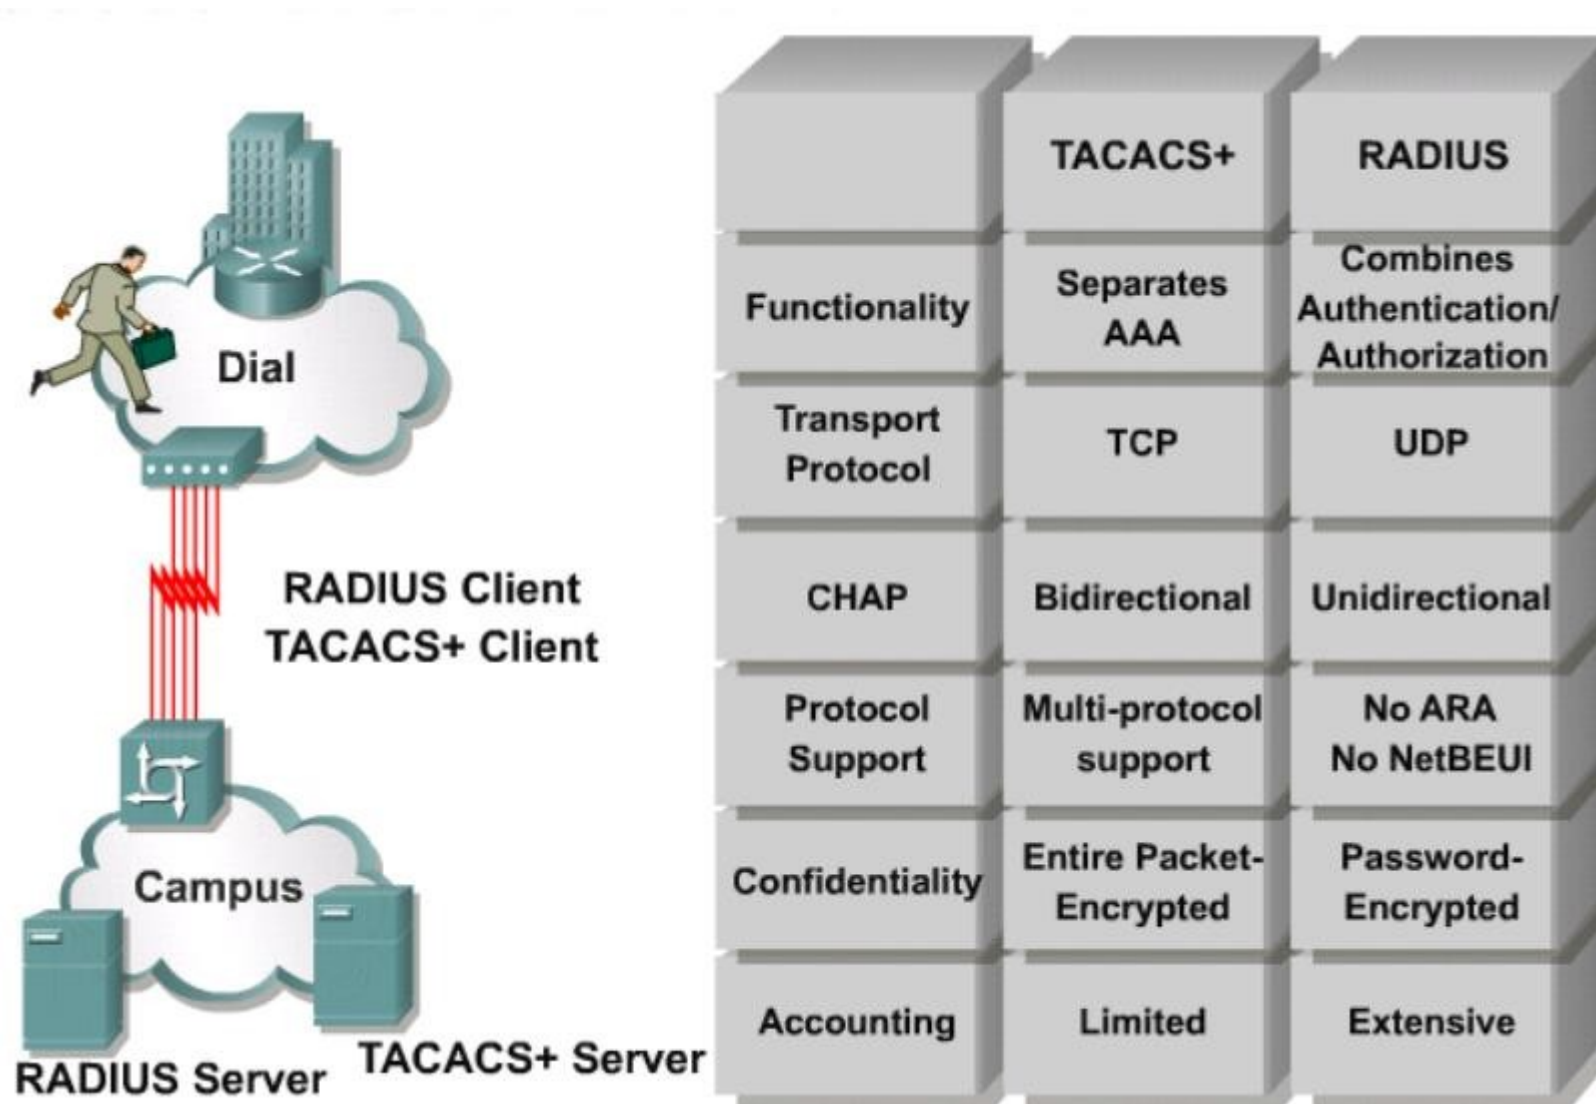 Dial
RADIUS Client
TACACS+ Client
Campus
RADIUS Server
TACACS+ Server
TACACS+
RADIUS
Functionality
Separates
AAA
Combines
Authentication/
Authorization
Transport
Protocol
TCP
UDP
CHAP
Bidirectional
Unidirectional
Protocol
Support
Multi-protocol
support
No ARA
No NetBEUI
Confidentiality
Entire Packet-
Encrypted
Password-
Encrypted
Accounting
Limited
Extensive